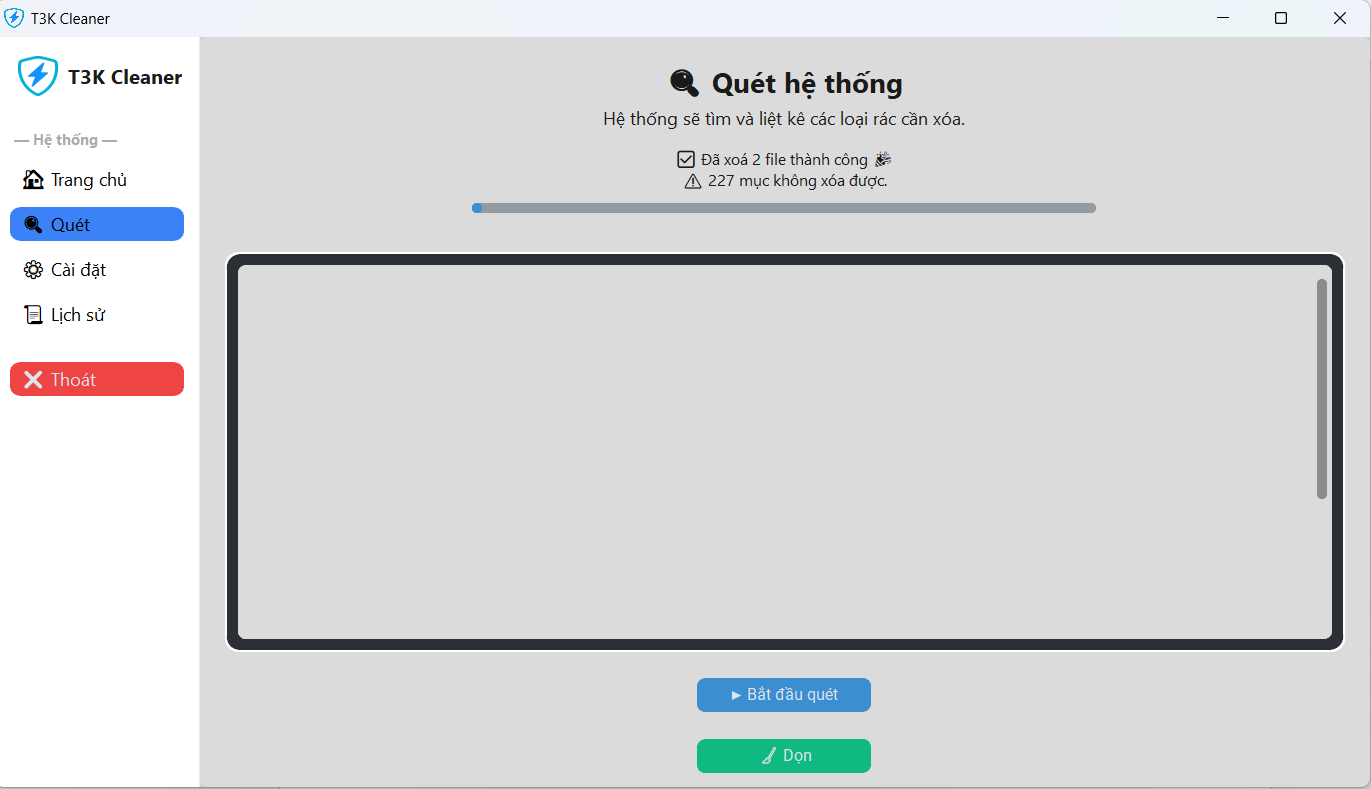 T3K Cleaner
T3K Cleaner
— Hệ thống —
Trang chủ
Quét
Cài đặt
Lịch sử
Thoát
Quét hệ thống
Hệ thống sẽ tìm và liệt kê các loại rác cần xóa.
Đã xoá 2 file thành công
227 mục không xóa được.
Bắt đầu quét
Dọn